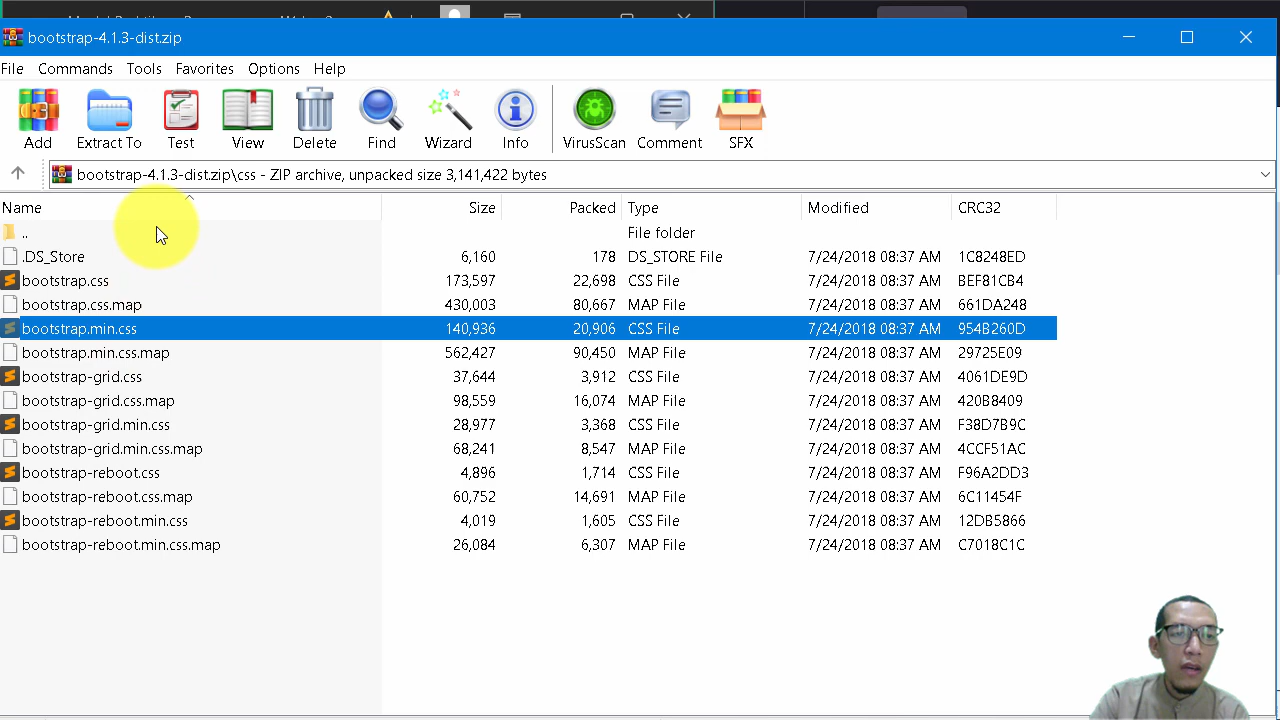 bootstrap-4.1.3-dist.zip
File Commands Tools Favorites Options Help
Add Extract To Test View Delete Find Wizard Info VirusScan Comment SFX
bootstrap-4.1.3-dist.zip\css - ZIP archive, unpacked size 3,141,422 bytes
Name Size Packed Type Modified CRC32
.. File folder
.DS_Store 6,160 178 DS_STORE File 7/24/2018 08:37 AM 1C8248ED
bootstrap.css 173,597 22,698 CSS File 7/24/2018 08:37 AM BEF81CB4
bootstrap.css.map 430,003 80,667 MAP File 7/24/2018 08:37 AM 661DA248
bootstrap.min.css 140,936 20,906 CSS File 7/24/2018 08:37 AM 954B260D
bootstrap.min.css.map 562,427 90,450 MAP File 7/24/2018 08:37 AM 29725E09
bootstrap-grid.css 37,644 3,912 CSS File 7/24/2018 08:37 AM 4061DE9D
bootstrap-grid.css.map 98,559 16,074 MAP File 7/24/2018 08:37 AM 420B8409
bootstrap-grid.min.css 28,977 3,368 CSS File 7/24/2018 08:37 AM F38D7B9C
bootstrap-grid.min.css.map 68,241 8,547 MAP File 7/24/2018 08:37 AM 4CCF51AC
bootstrap-reboot.css 4,896 1,714 CSS File 7/24/2018 08:37 AM F96A2DD3
bootstrap-reboot.css.map 60,752 14,691 MAP File 7/24/2018 08:37 AM 6C11454F
bootstrap-reboot.min.css 4,019 1,605 CSS File 7/24/2018 08:37 AM 12DB5866
bootstrap-reboot.min.css.map 26,084 6,307 MAP File 7/24/2018 08:37 AM C7018C1C